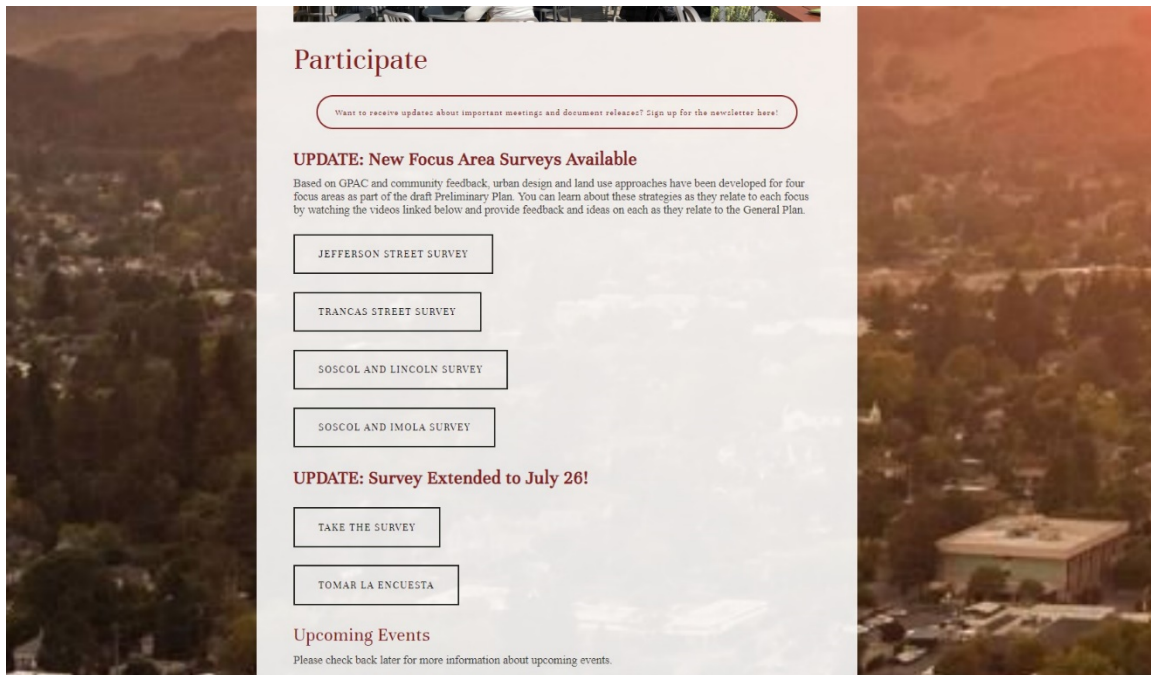 Participate
Want to receive updates about important meetings and document releases? Sign up for the newsletter here!
UPDATE: New Focus Area Surveys Available
Based on GPAC and community feedback, urban design and land use approaches have been developed for four
focus areas as part of the draft Preliminary Plan. You can learn about these strategies as they relate to each focus
by watching the videos linked below and provide feedback and ideas on each as they relate to the General Plan.
JEFFERSON STREET SURVEY
TRANCAS STREET SURVEY
SOSCOL AND LINCOLN SURVEY
SOSCOL AND IMOLA SURVEY
UPDATE: Survey Extended to July 26!
TAKE THE SURVEY
TOMAR LA ENCUESTA
Upcoming Events
Please check back later for more information about upcoming events.